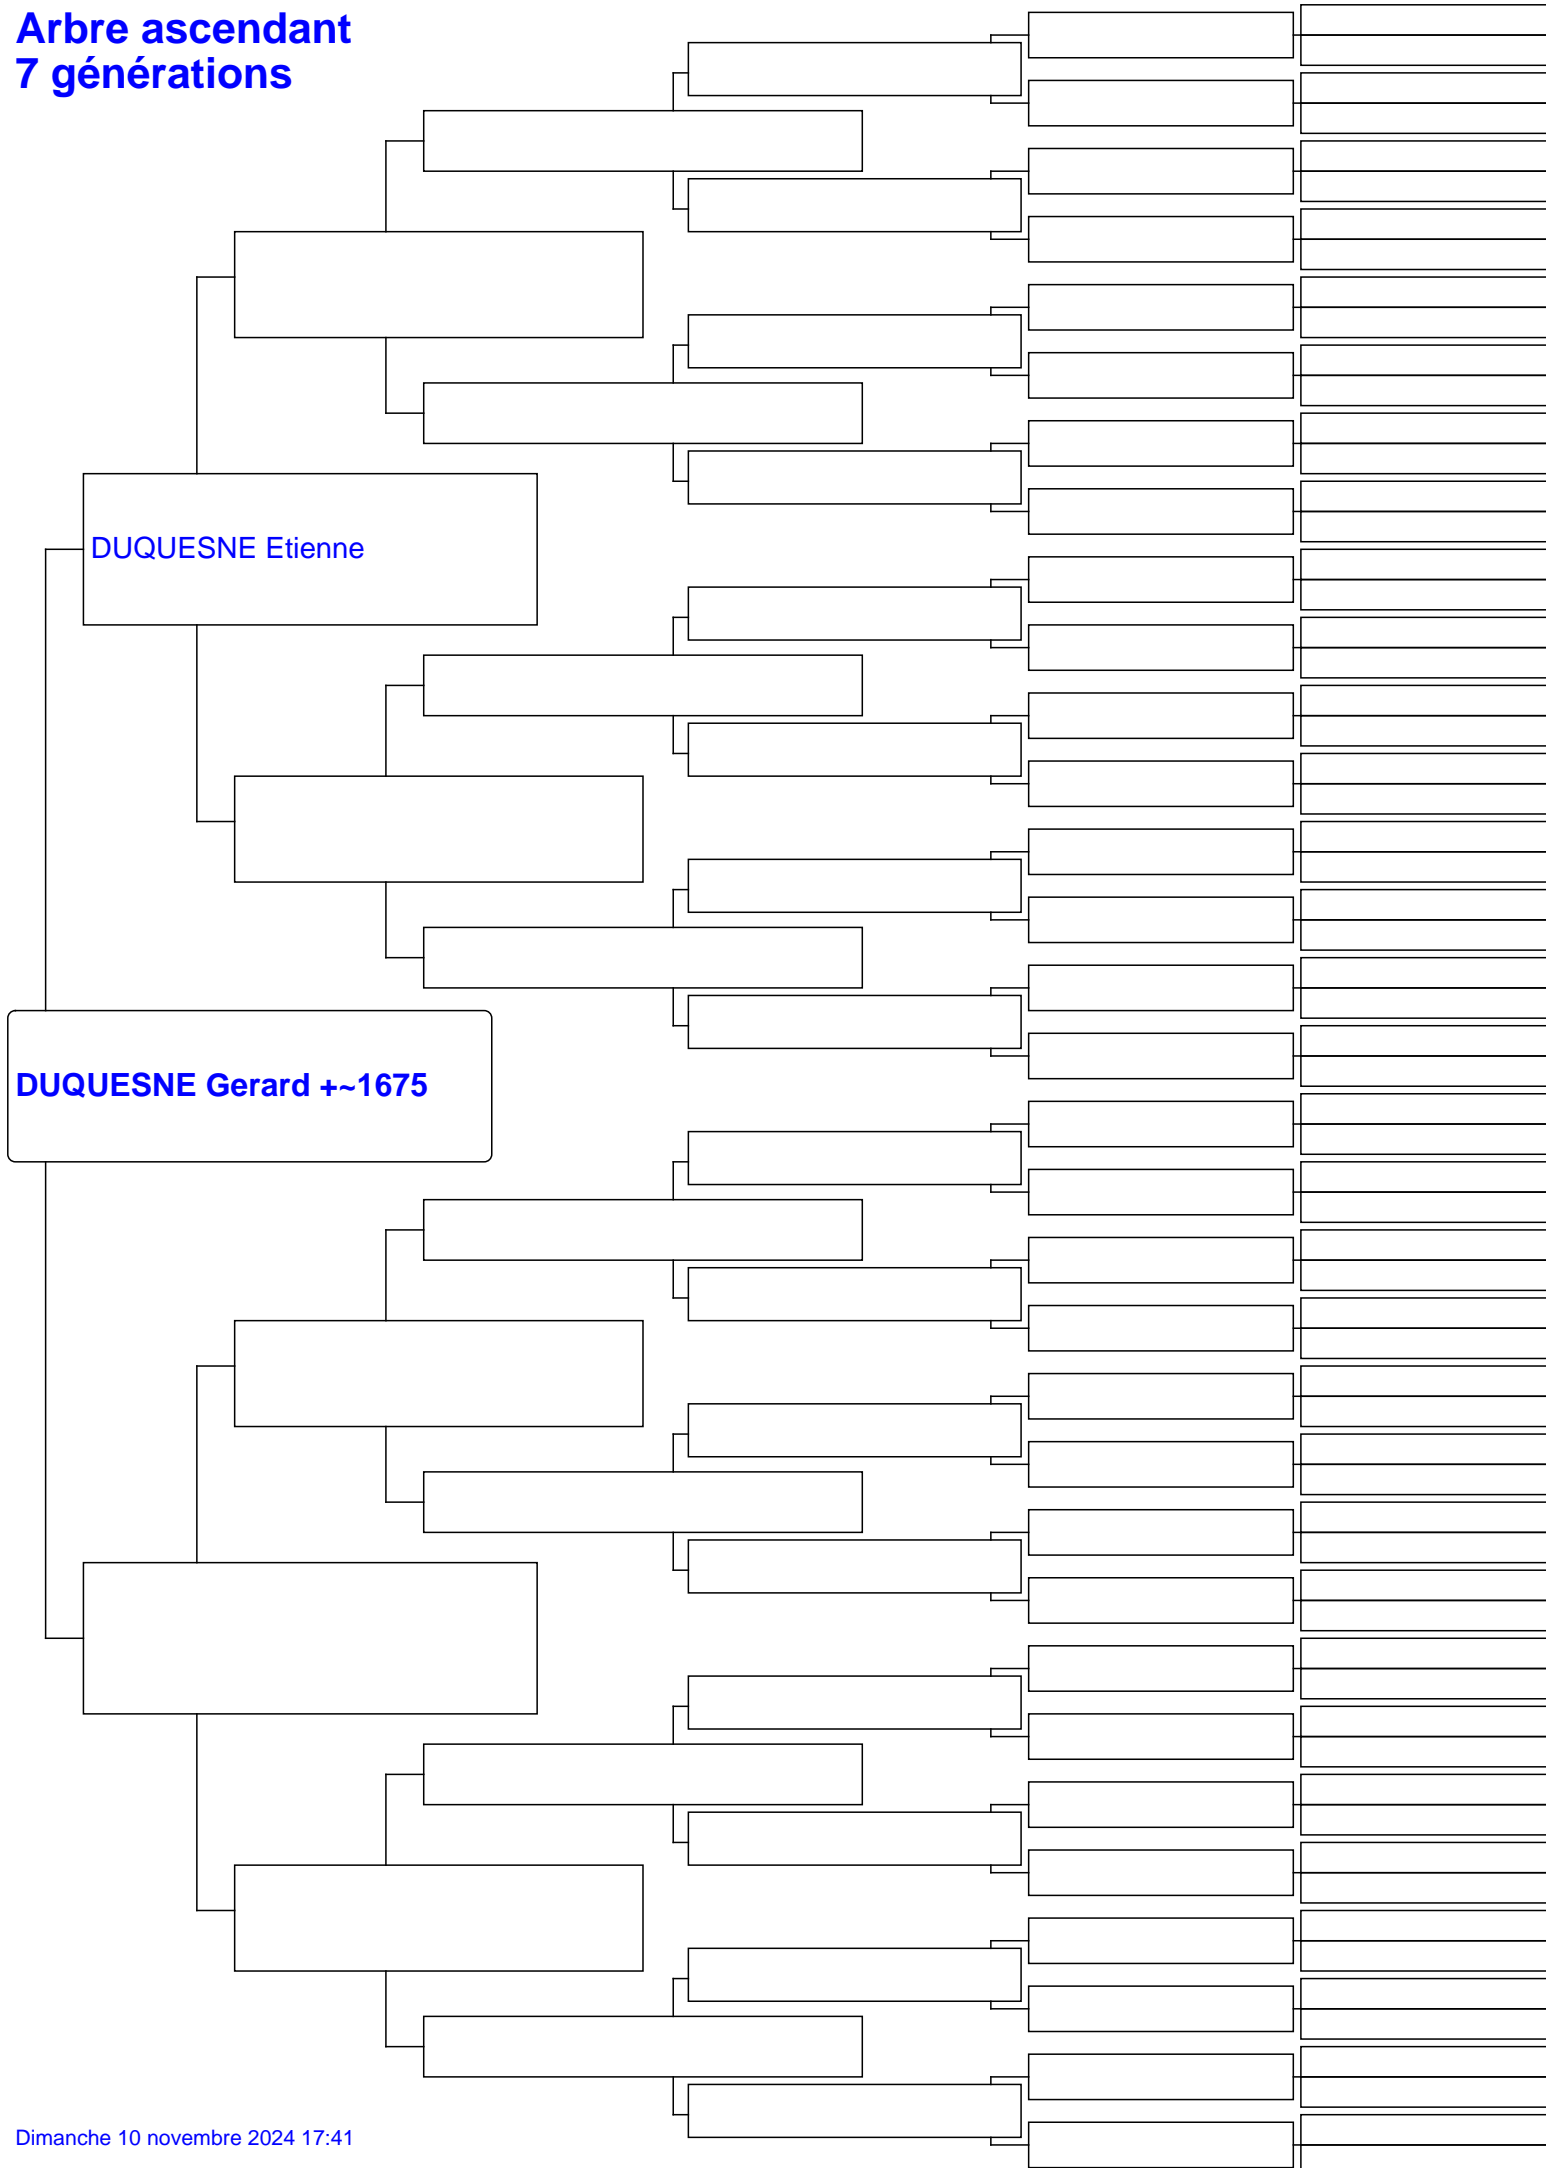 Arbre ascendant
7 générations
DUQUESNE Etienne
DUQUESNE Gerard +~1675
Dimanche 10 novembre 2024 17:41